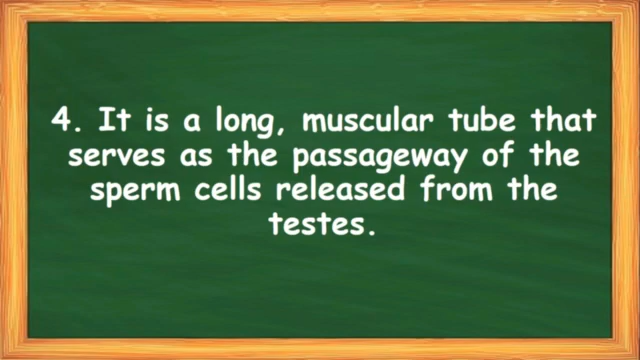 4. It is a long, muscular tube that
serves as the passageway of the
sperm cells released from the
testes.